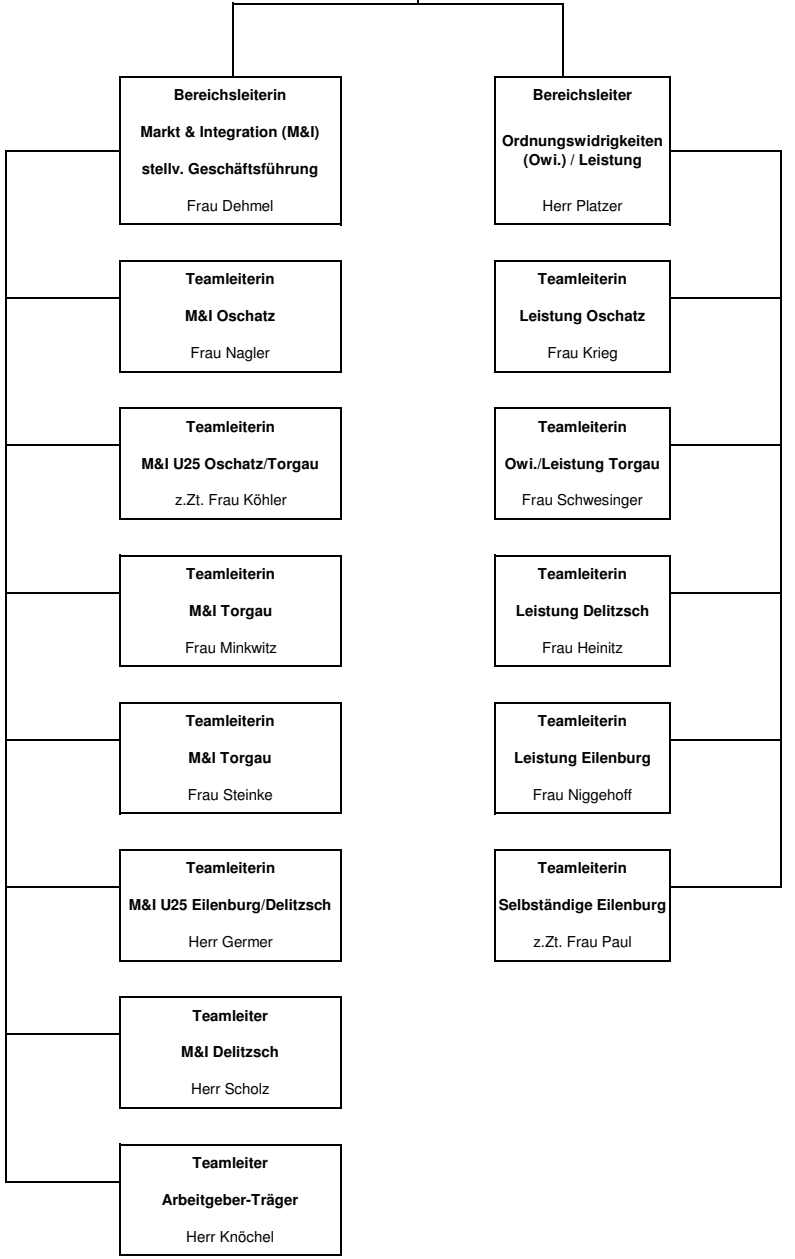 Bereichsleiterin
Markt & Integration (M&I)
stellv. Geschäftsführung
Frau Dehmel
Teamleiterin
M&I Oschatz
Frau Nagler
Teamleiterin
M&I U25 Oschatz/Torgau
z.Zt. Frau Köhler
Teamleiterin
M&I Torgau
Frau Minkwitz
Teamleiterin
M&I Torgau
Frau Steinke
Teamleiterin
M&I U25 Eilenburg/Delitzsch
Herr Germer
Teamleiter
M&I Delitzsch
Herr Scholz
Teamleiter
Arbeitgeber-Träger
Herr Knöchel
Bereichsleiter
Ordnungswidrigkeiten
(Owi.) / Leistung
Herr Platzer
Teamleiterin
Leistung Oschatz
Frau Krieg
Teamleiterin
Owi./Leistung Torgau
Frau Schwesinger
Teamleiterin
Leistung Delitzsch
Frau Heinitz
Teamleiterin
Leistung Eilenburg
Frau Niggehoff
Teamleiterin
Selbständige Eilenburg
z.Zt. Frau Paul